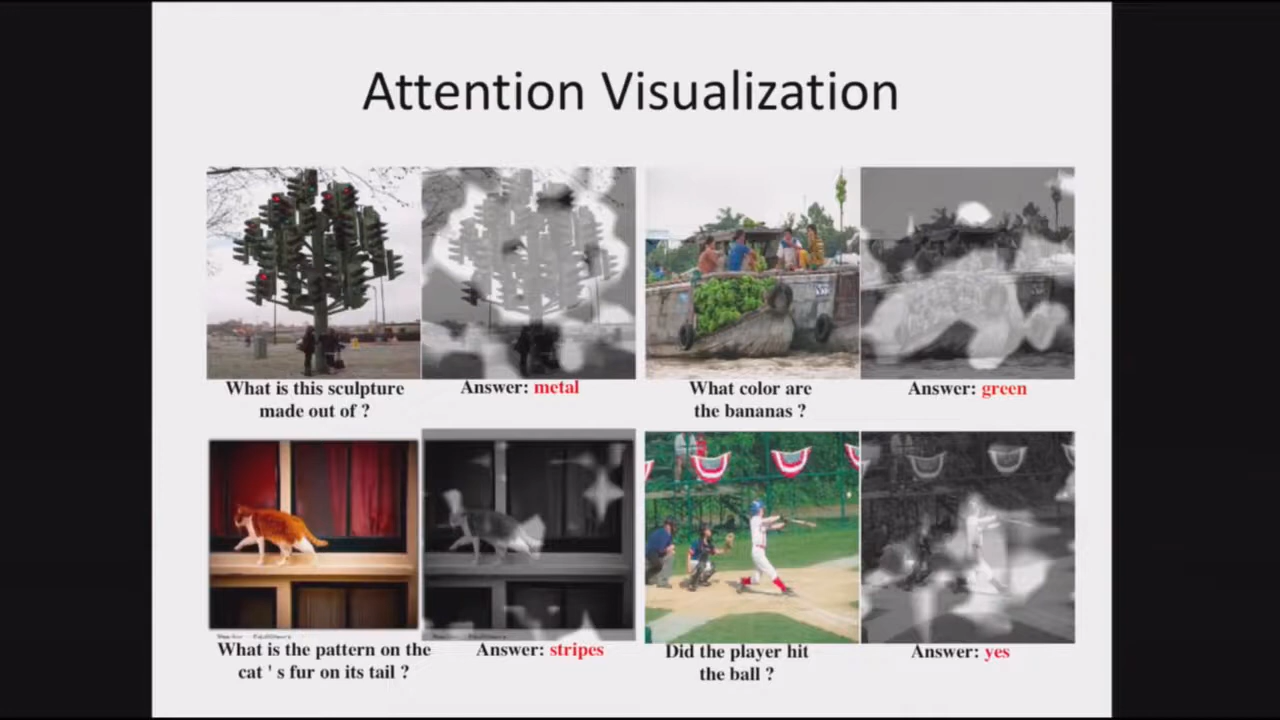 Attention Visualization
What is this sculpture
made out of ?
Answer: metal
What color are
the bananas ?
Answer: green
What is the pattern on the
cat ' s fur on its tail ?
Answer: stripes
Did the player hit
the ball ?
Answer: yes